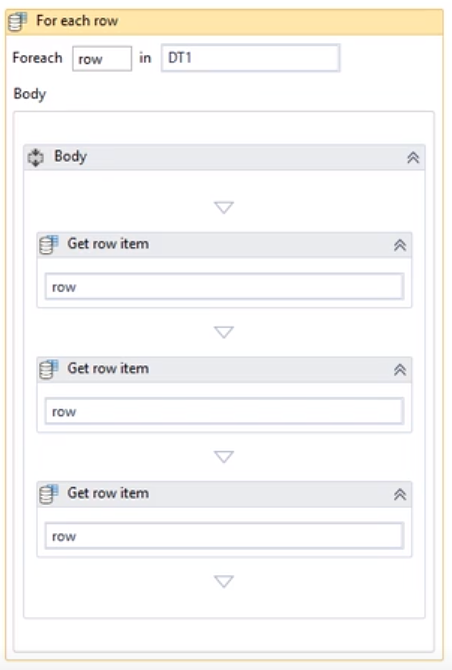 For each row
Foreach row in DT1
Body
Body
Get row item
row
Get row item
row
Get row item
row